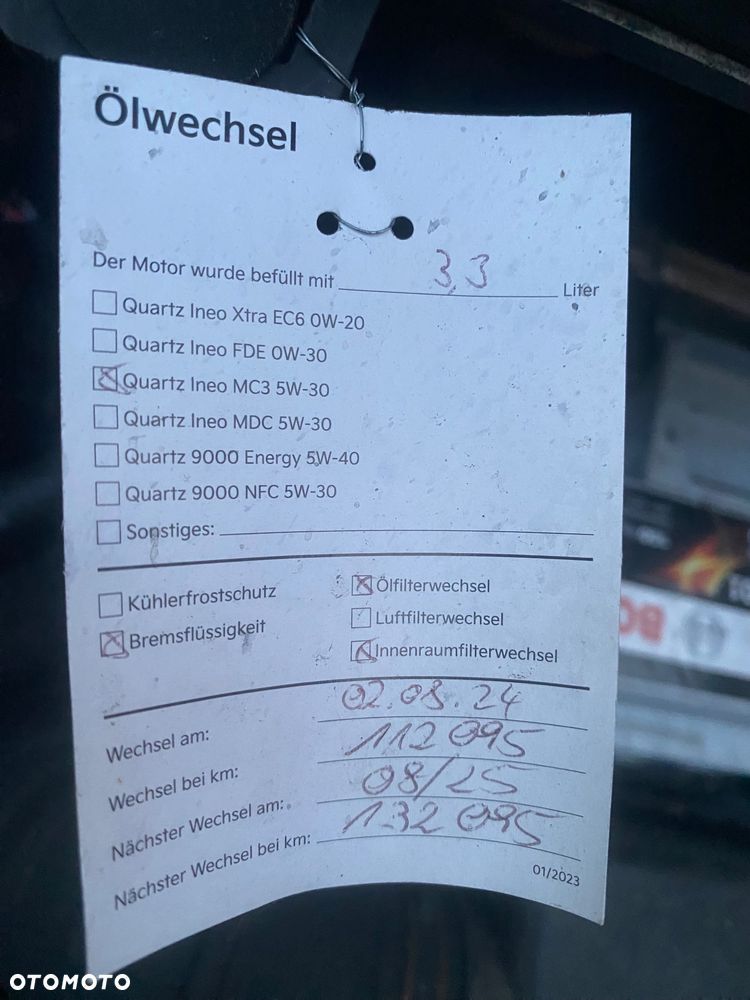 Ölwechsel
Der Motor wurde befüllt mit 3,3 Liter
Quartz Ineo Xtra EC6 0W-20
Quartz Ineo FDE 0W-30
Quartz Ineo MC3 5W-30
Quartz Ineo MDC 5W-30
Quartz 9000 Energy 5W-40
Quartz 9000 NFC 5W-30
Sonstiges:
Kühlerfrostschutz
Ölfilterwechsel
Bremsflüssigkeit
Luftfilterwechsel
Innenraumfilterwechsel
Wechsel am: 02.08.24
Wechsel bei km: 112 095
Nächster Wechsel am: 08/25
Nächster Wechsel bei km: 132 095
01/2023
OTOMOTO